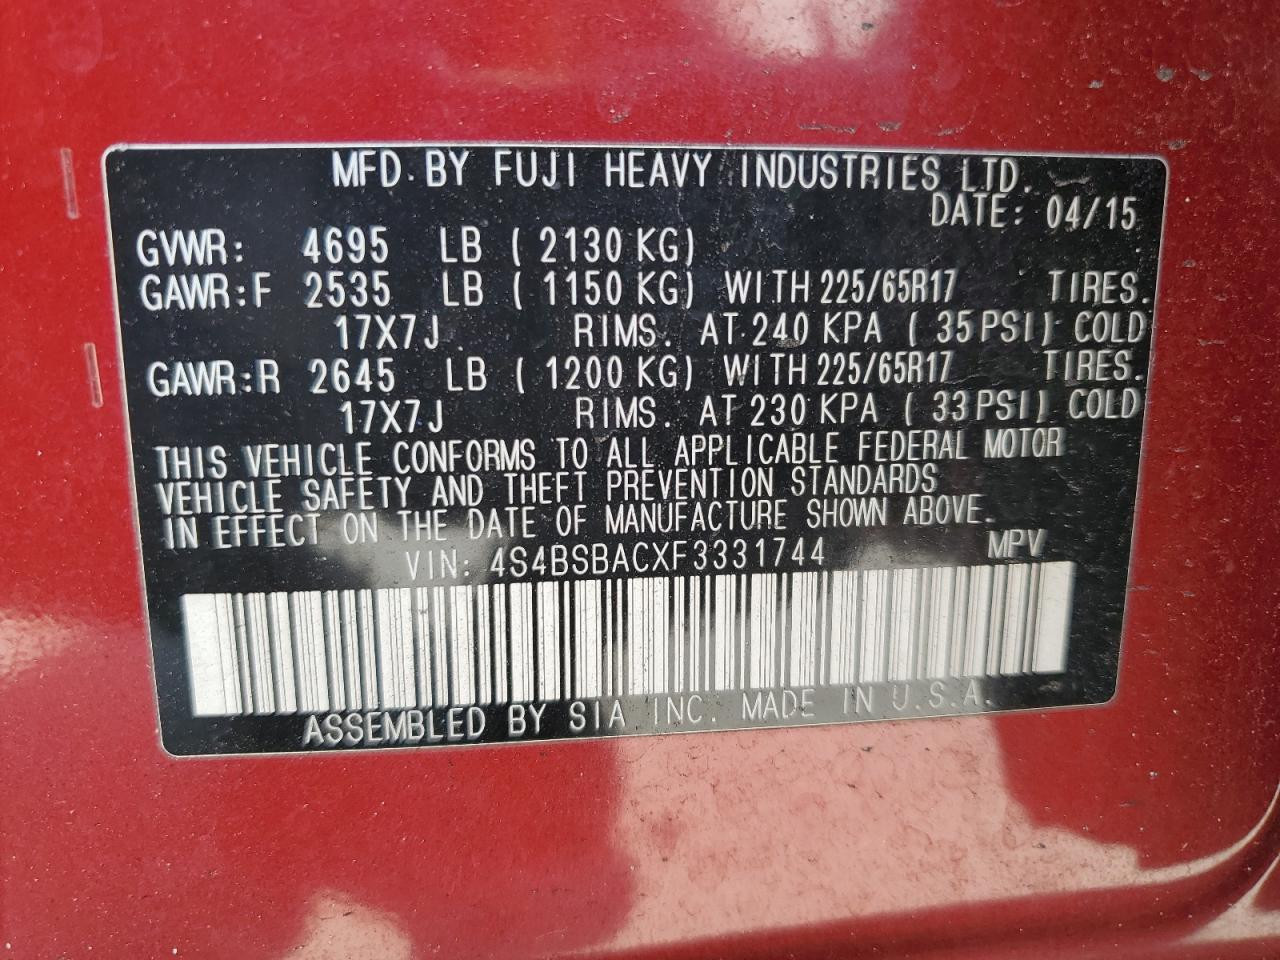 MFD. BY FUJI HEAVY INDUSTRIES LTD.
DATE: 04/15
GVWR: 4695 LB ( 2130 KG)
GAWR:F 2535 LB ( 1150 KG) WITH 225/65R17 TIRES.
17X7J RIMS. AT 240 KPA ( 35 PSI) COLD
GAWR:R 2645 LB ( 1200 KG) WITH 225/65R17 TIRES.
17X7J RIMS. AT 230 KPA ( 33 PSI) COLD
THIS VEHICLE CONFORMS TO ALL APPLICABLE FEDERAL MOTOR
VEHICLE SAFETY AND THEFT PREVENTION STANDARDS
IN EFFECT ON THE DATE OF MANUFACTURE SHOWN ABOVE.
VIN: 4S4BSBACXF3331744 MPV
ASSEMBLED BY SIA INC. MADE IN U.S.A.